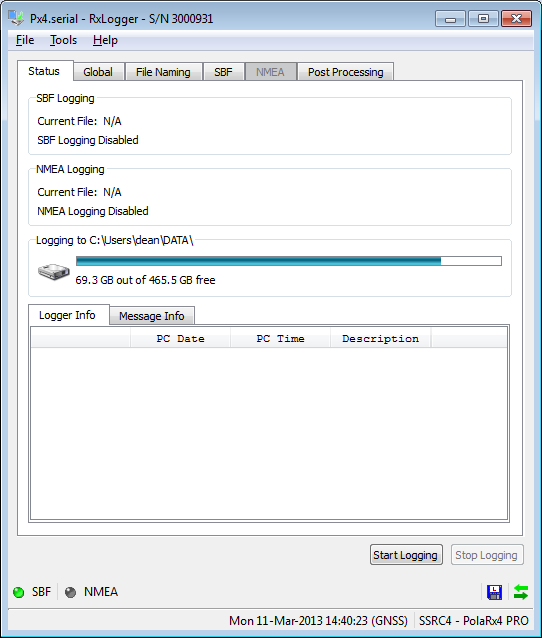 Px4.serial - RxLogger - S/N 3000931
File Tools Help
Status Global File Naming SBF NMEA Post Processing
SBF Logging
Current File: N/A
SBF Logging Disabled
NMEA Logging
Current File: N/A
NMEA Logging Disabled
Logging to C:\Users\dean\DATA\
69.3 GB out of 465.5 GB free
Logger Info Message Info
PC Date PC Time Description
Start Logging Stop Logging
SBF NMEA
Mon 11-Mar-2013 14:40:23 (GNSS) SSRC4 - PolaRx4 PRO